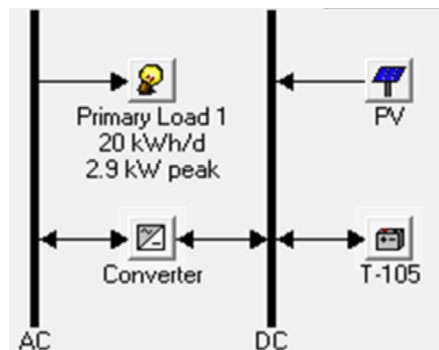 Primary Load 1
20 kWh/d
2.9 kW peak
PV
Converter
T-105
AC
DC